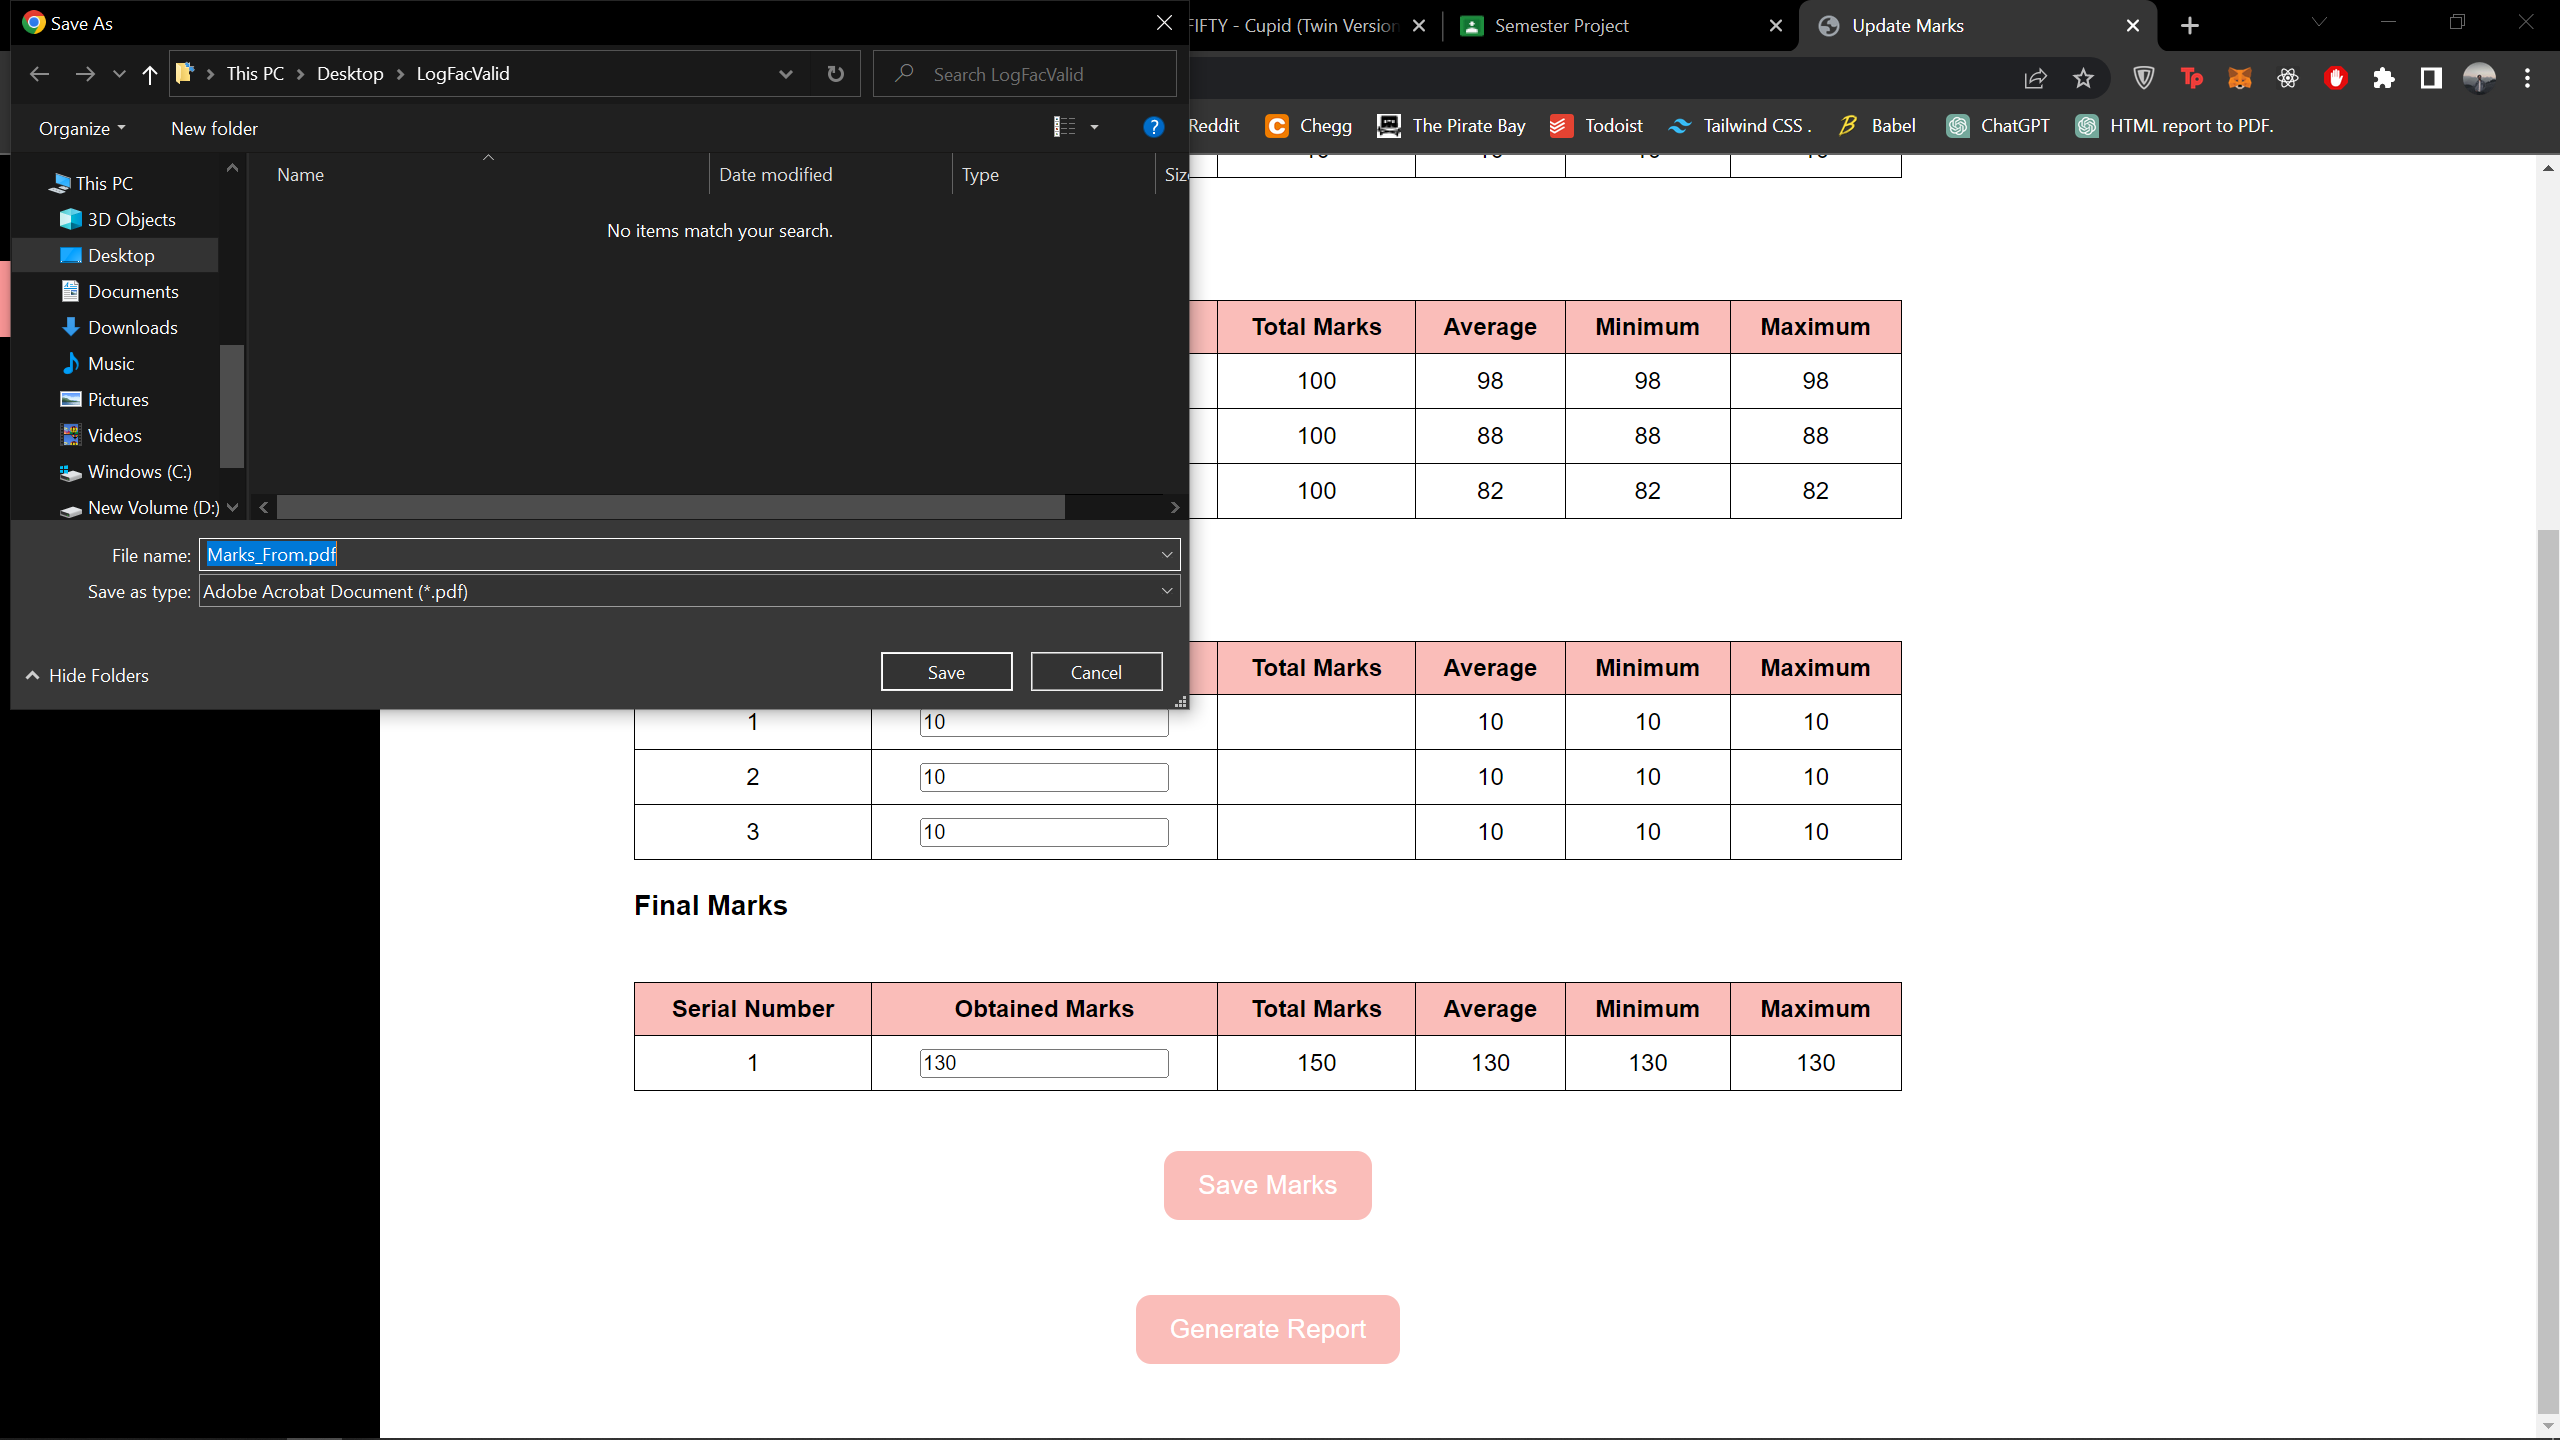 Save As
IFTY - Cupid (Twin Version
Semester Project
Update Marks
This PC > Desktop > LogFacValid
Search LogFacValid
Organize
New folder
Reddit
Chegg
The Pirate Bay
Todoist
Tailwind CSS .
Babel
ChatGPT
HTML report to PDF.
Name
Date modified
Type
Siz
No items match your search.
This PC
3D Objects
Desktop
Documents
Downloads
Music
Pictures
Videos
Windows (C:)
New Volume (D:)
File name: Marks_From.pdf
Save as type: Adobe Acrobat Document (*.pdf)
Hide Folders
Save
Cancel
Total Marks Average Minimum Maximum
100 98 98 98
100 88 88 88
100 82 82 82
Total Marks Average Minimum Maximum
1 10 10 10 10
2 10 10 10 10
3 10 10 10 10
Final Marks
Serial Number Obtained Marks Total Marks Average Minimum Maximum
1 130 150 130 130 130
Save Marks
Generate Report